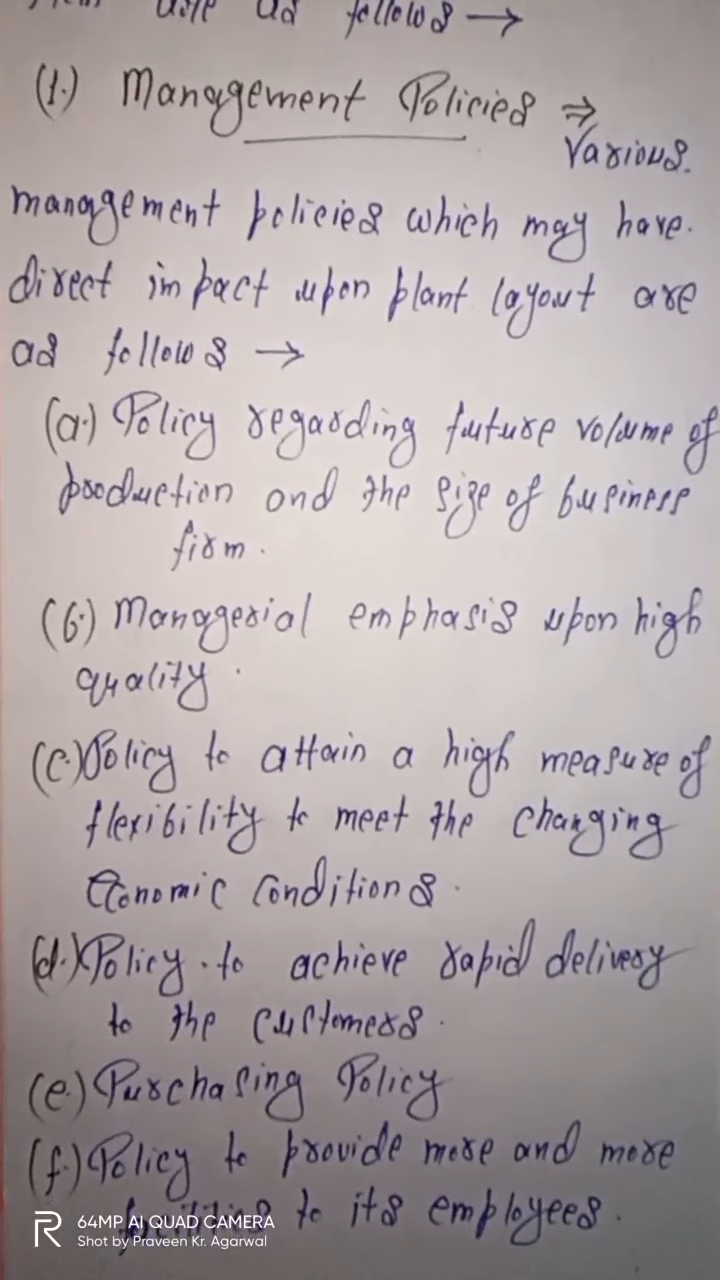 as follows →
(1.) Management Policies ⇒
Various.
management policies which may have.
direct impact upon plant layout are
as follows →
(a.) Policy regarding future volume of
production and the size of business
firm.
(b.) Managerial emphasis upon high
quality.
(c.) Policy to attain a high measure of
flexibility to meet the changing
Economic Conditions.
(d.) Policy. to achieve rapid delivery
to the customers.
(e.) Purchasing Policy
(f.) Policy to provide more and more
facilities to its employees.
64MP AI QUAD CAMERA
Shot by Praveen Kr. Agarwal